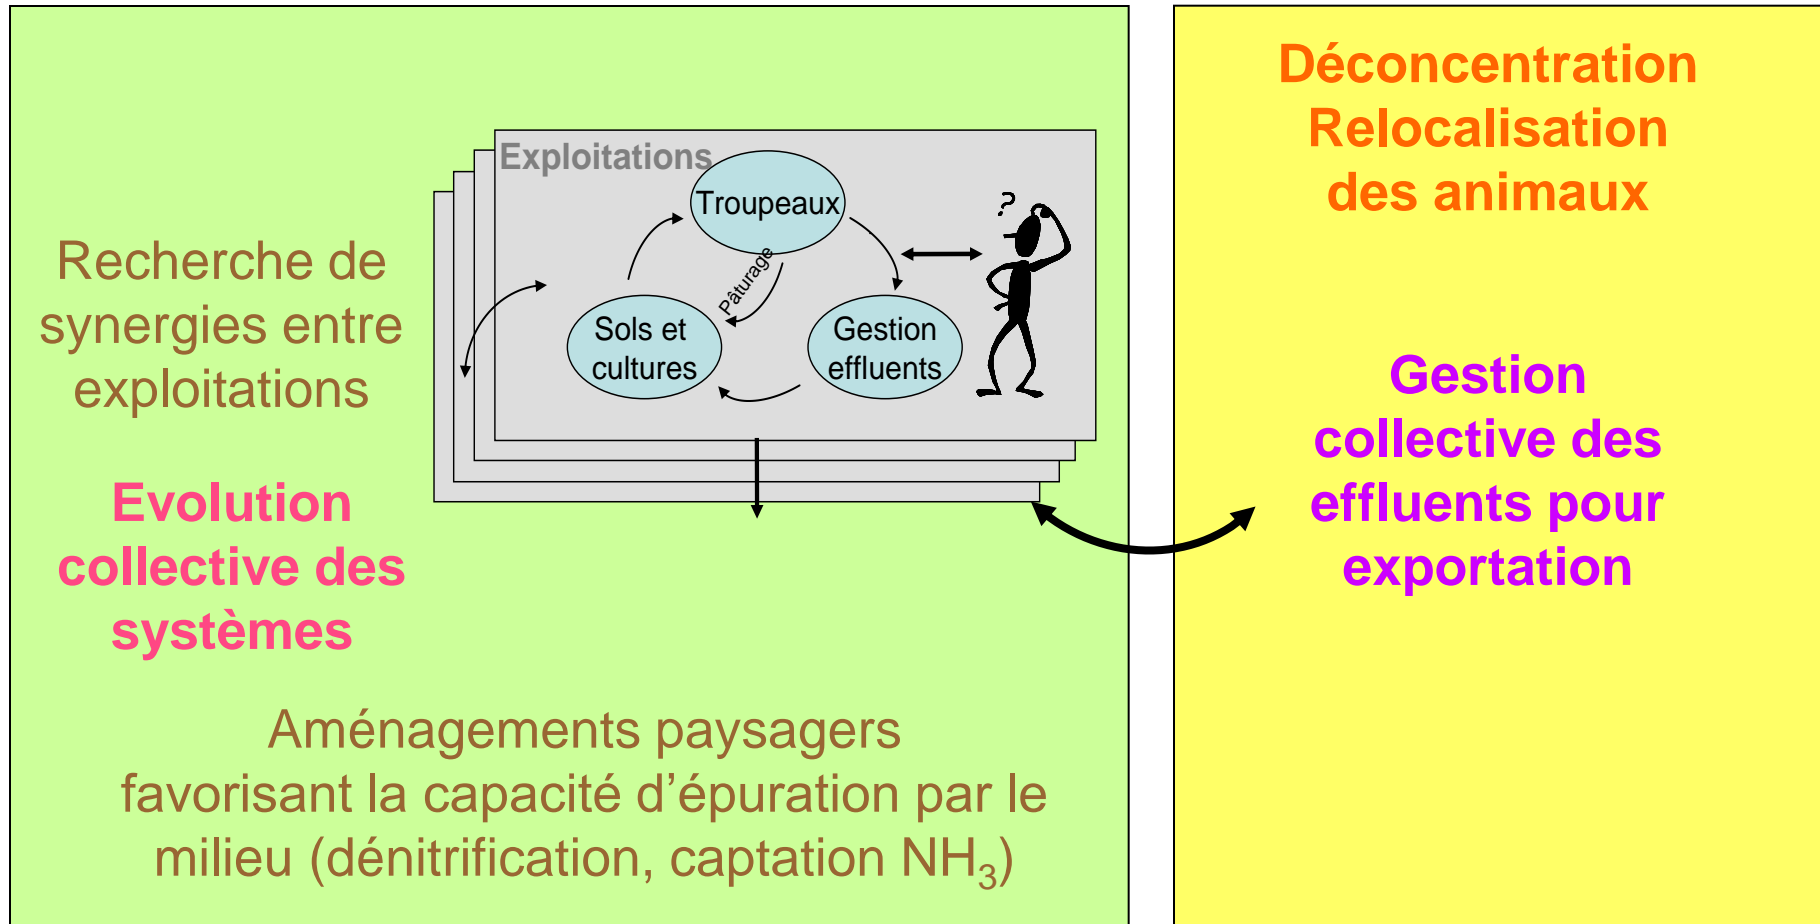 Exploitations
Troupeaux
?
Pâturage
Sols et
cultures
Gestion
effluents
Recherche de
synergies entre
exploitations
Evolution
collective des
systèmes
Aménagements paysagers
favorisant la capacité d’épuration par le
milieu (dénitrification, captation NH₃)
Déconcentration
Relocalisation
des animaux
Gestion
collective des
effluents pour
exportation